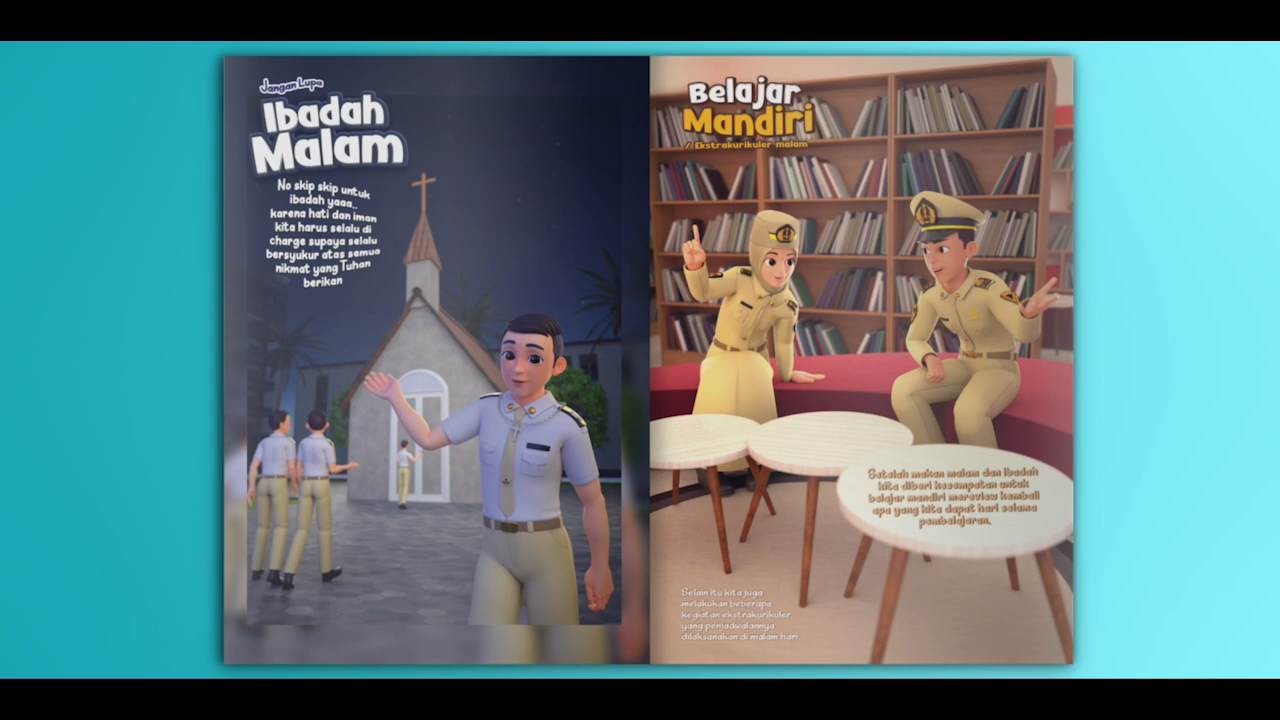 Jangan Lupa
Ibadah
Malam
No skip skip untuk
ibadah yaaa..
karena hati dan iman
kita harus selalu di
charge supaya selalu
bersyukur atas semua
nikmat yang Tuhan
berikan
Belajar
Mandiri
/ Ekstrakurikuler malam
Setelah makan malam dan ibadah
kita diberi kesempatan untuk
belajar mandiri mereview kembali
apa yang kita dapat hari selama
pembelajaran.
Selain itu kita juga
melakukan beberapa
kegiatan ekstrakurikuler
yang penjadwalannya
dilaksanakan di malam hari